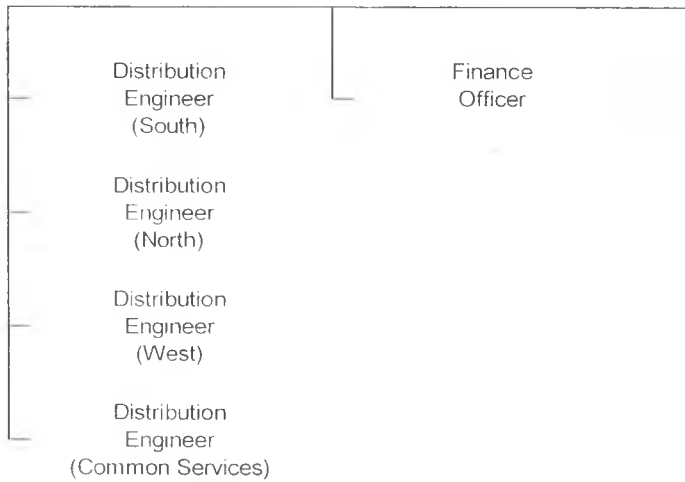 Distribution
Engineer
(South)
Finance
Officer
Distribution
Engineer
(North)
Distribution
Engineer
(West)
Distribution
Engineer
(Common Services)